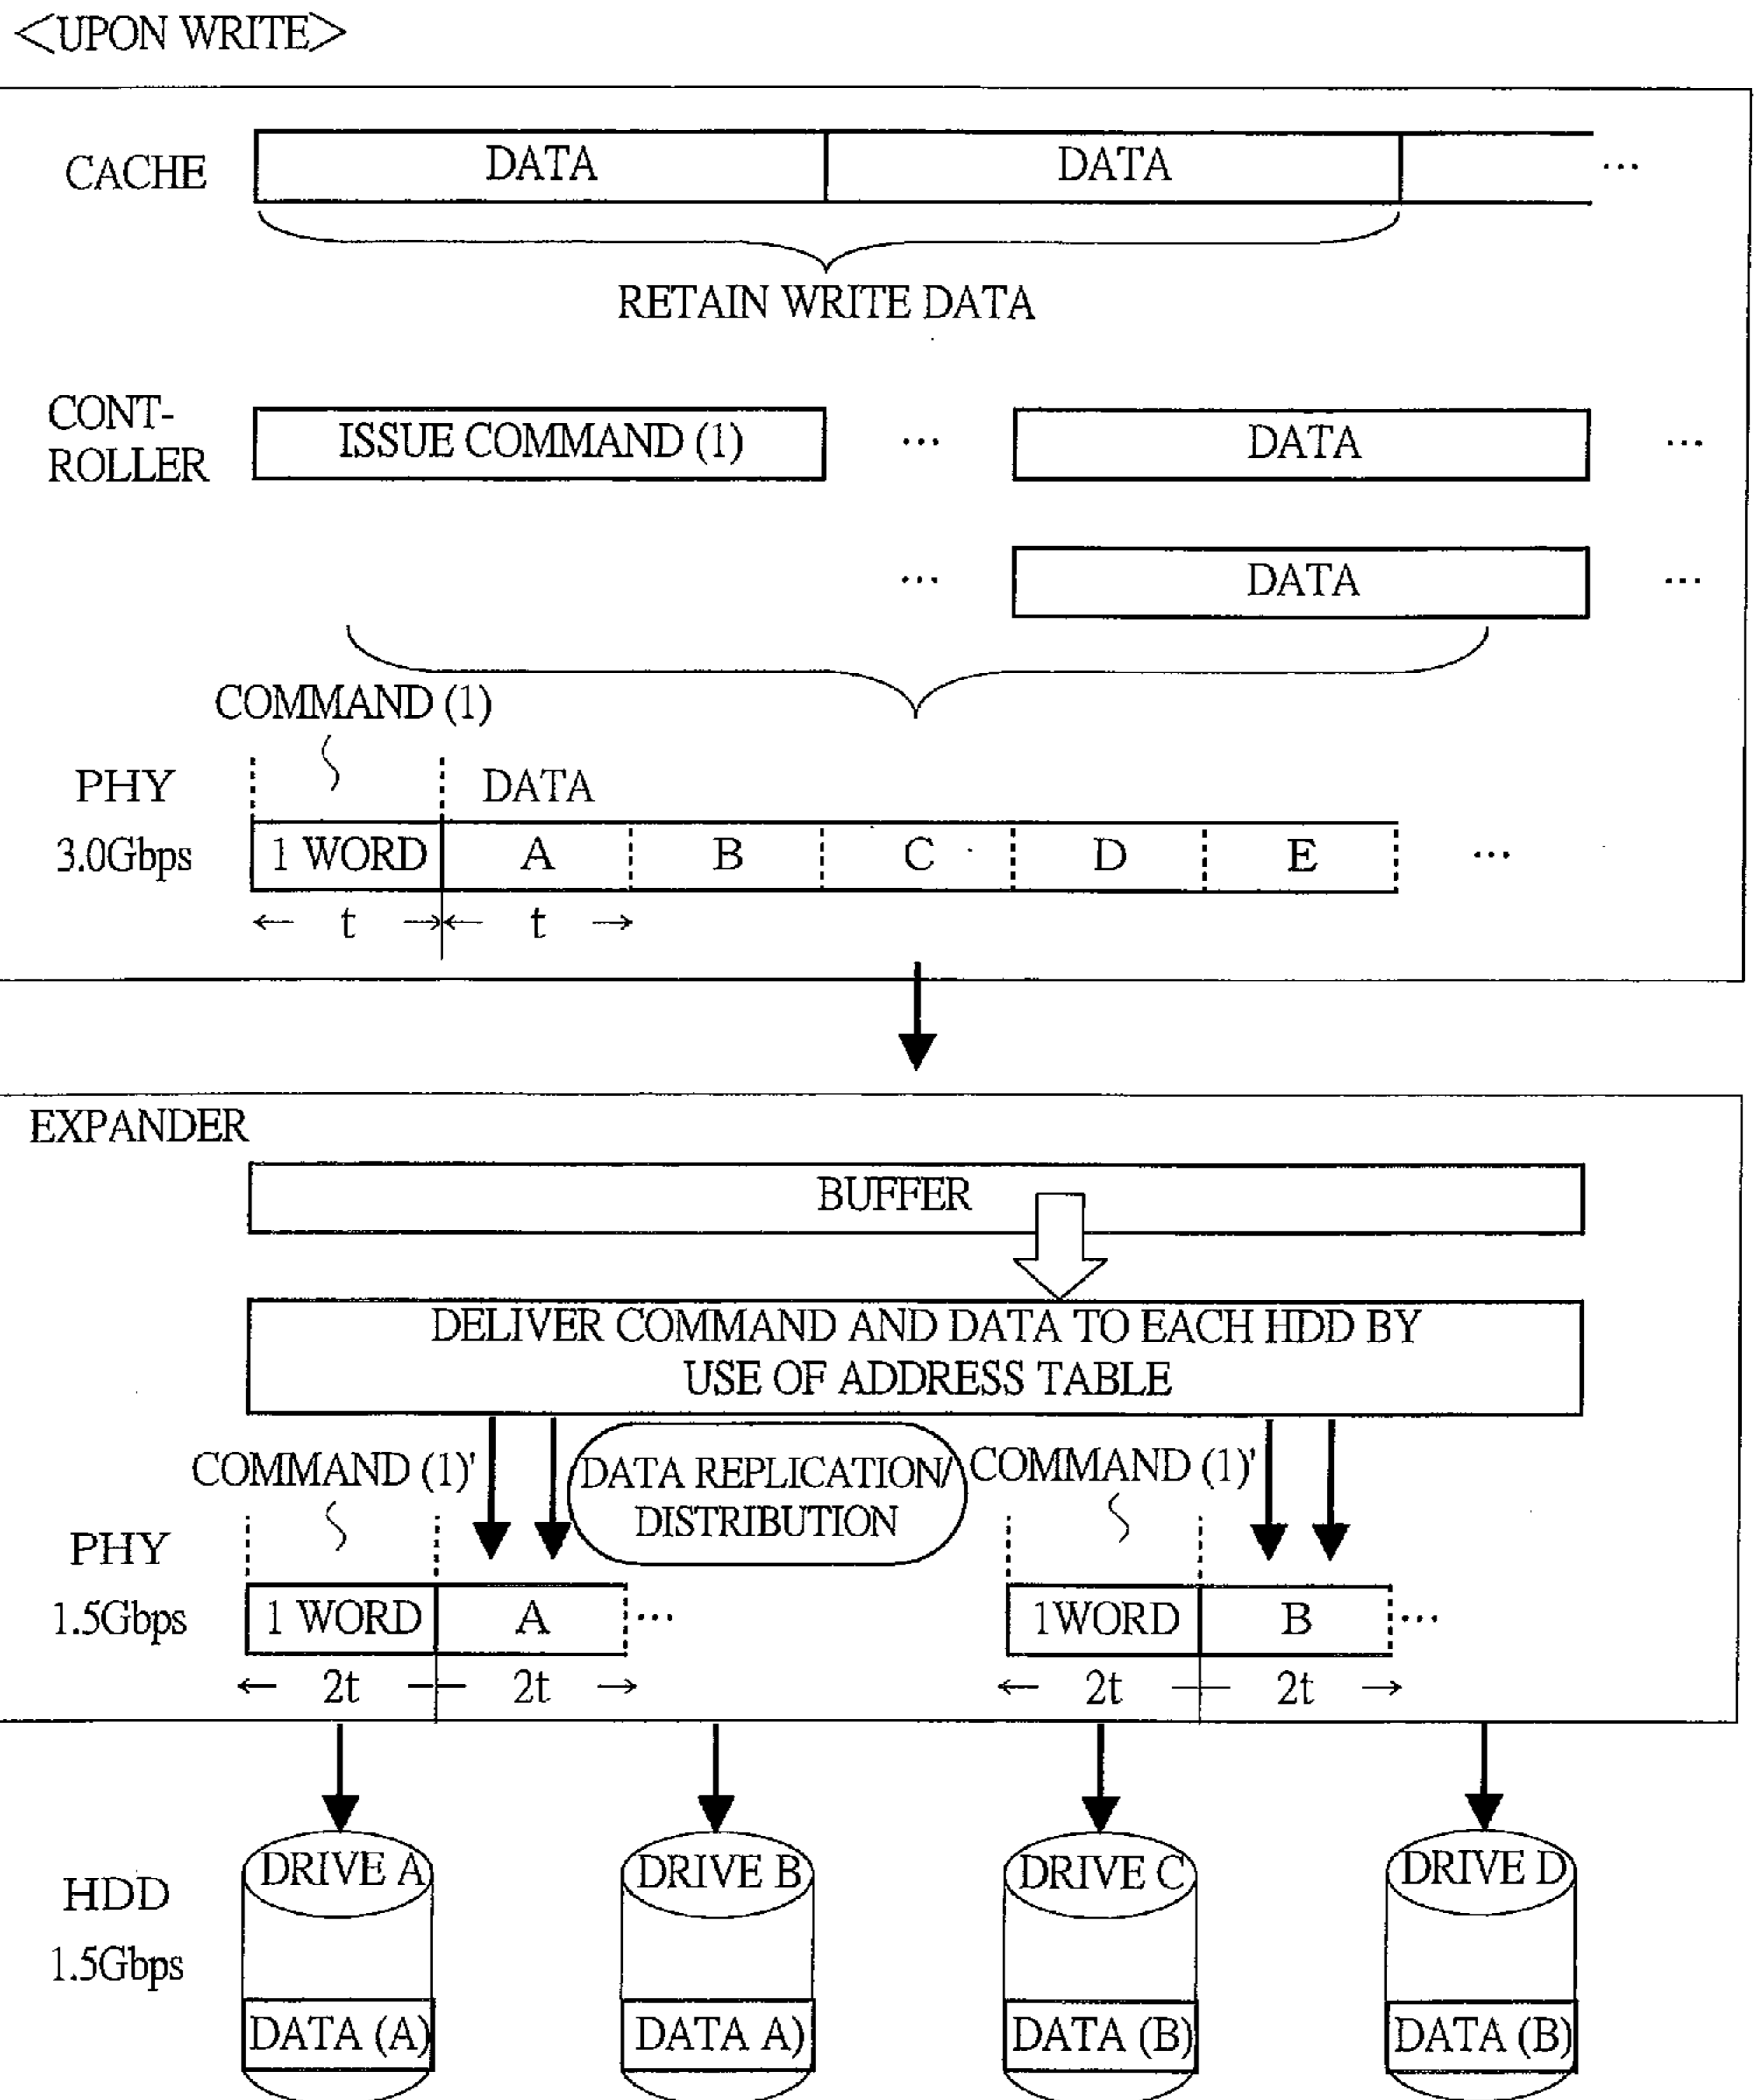 <UPON WRITE>
CACHE
DATA
DATA
...
RETAIN WRITE DATA
CONT-
ROLLER
ISSUE COMMAND (1)
...
DATA
...
...
DATA
...
COMMAND (1)
PHY
3.0Gbps
DATA
1 WORD
A
B
C
D
E
...
t
t
EXPANDER
BUFFER
DELIVER COMMAND AND DATA TO EACH HDD BY
USE OF ADDRESS TABLE
COMMAND (1)'
DATA REPLICATION/
DISTRIBUTION
COMMAND (1)'
PHY
1.5Gbps
1 WORD
A
...
1WORD
B
...
2t
2t
2t
2t
HDD
1.5Gbps
DRIVE A
DRIVE B
DRIVE C
DRIVE D
DATA (A)
DATA A)
DATA (B)
DATA (B)